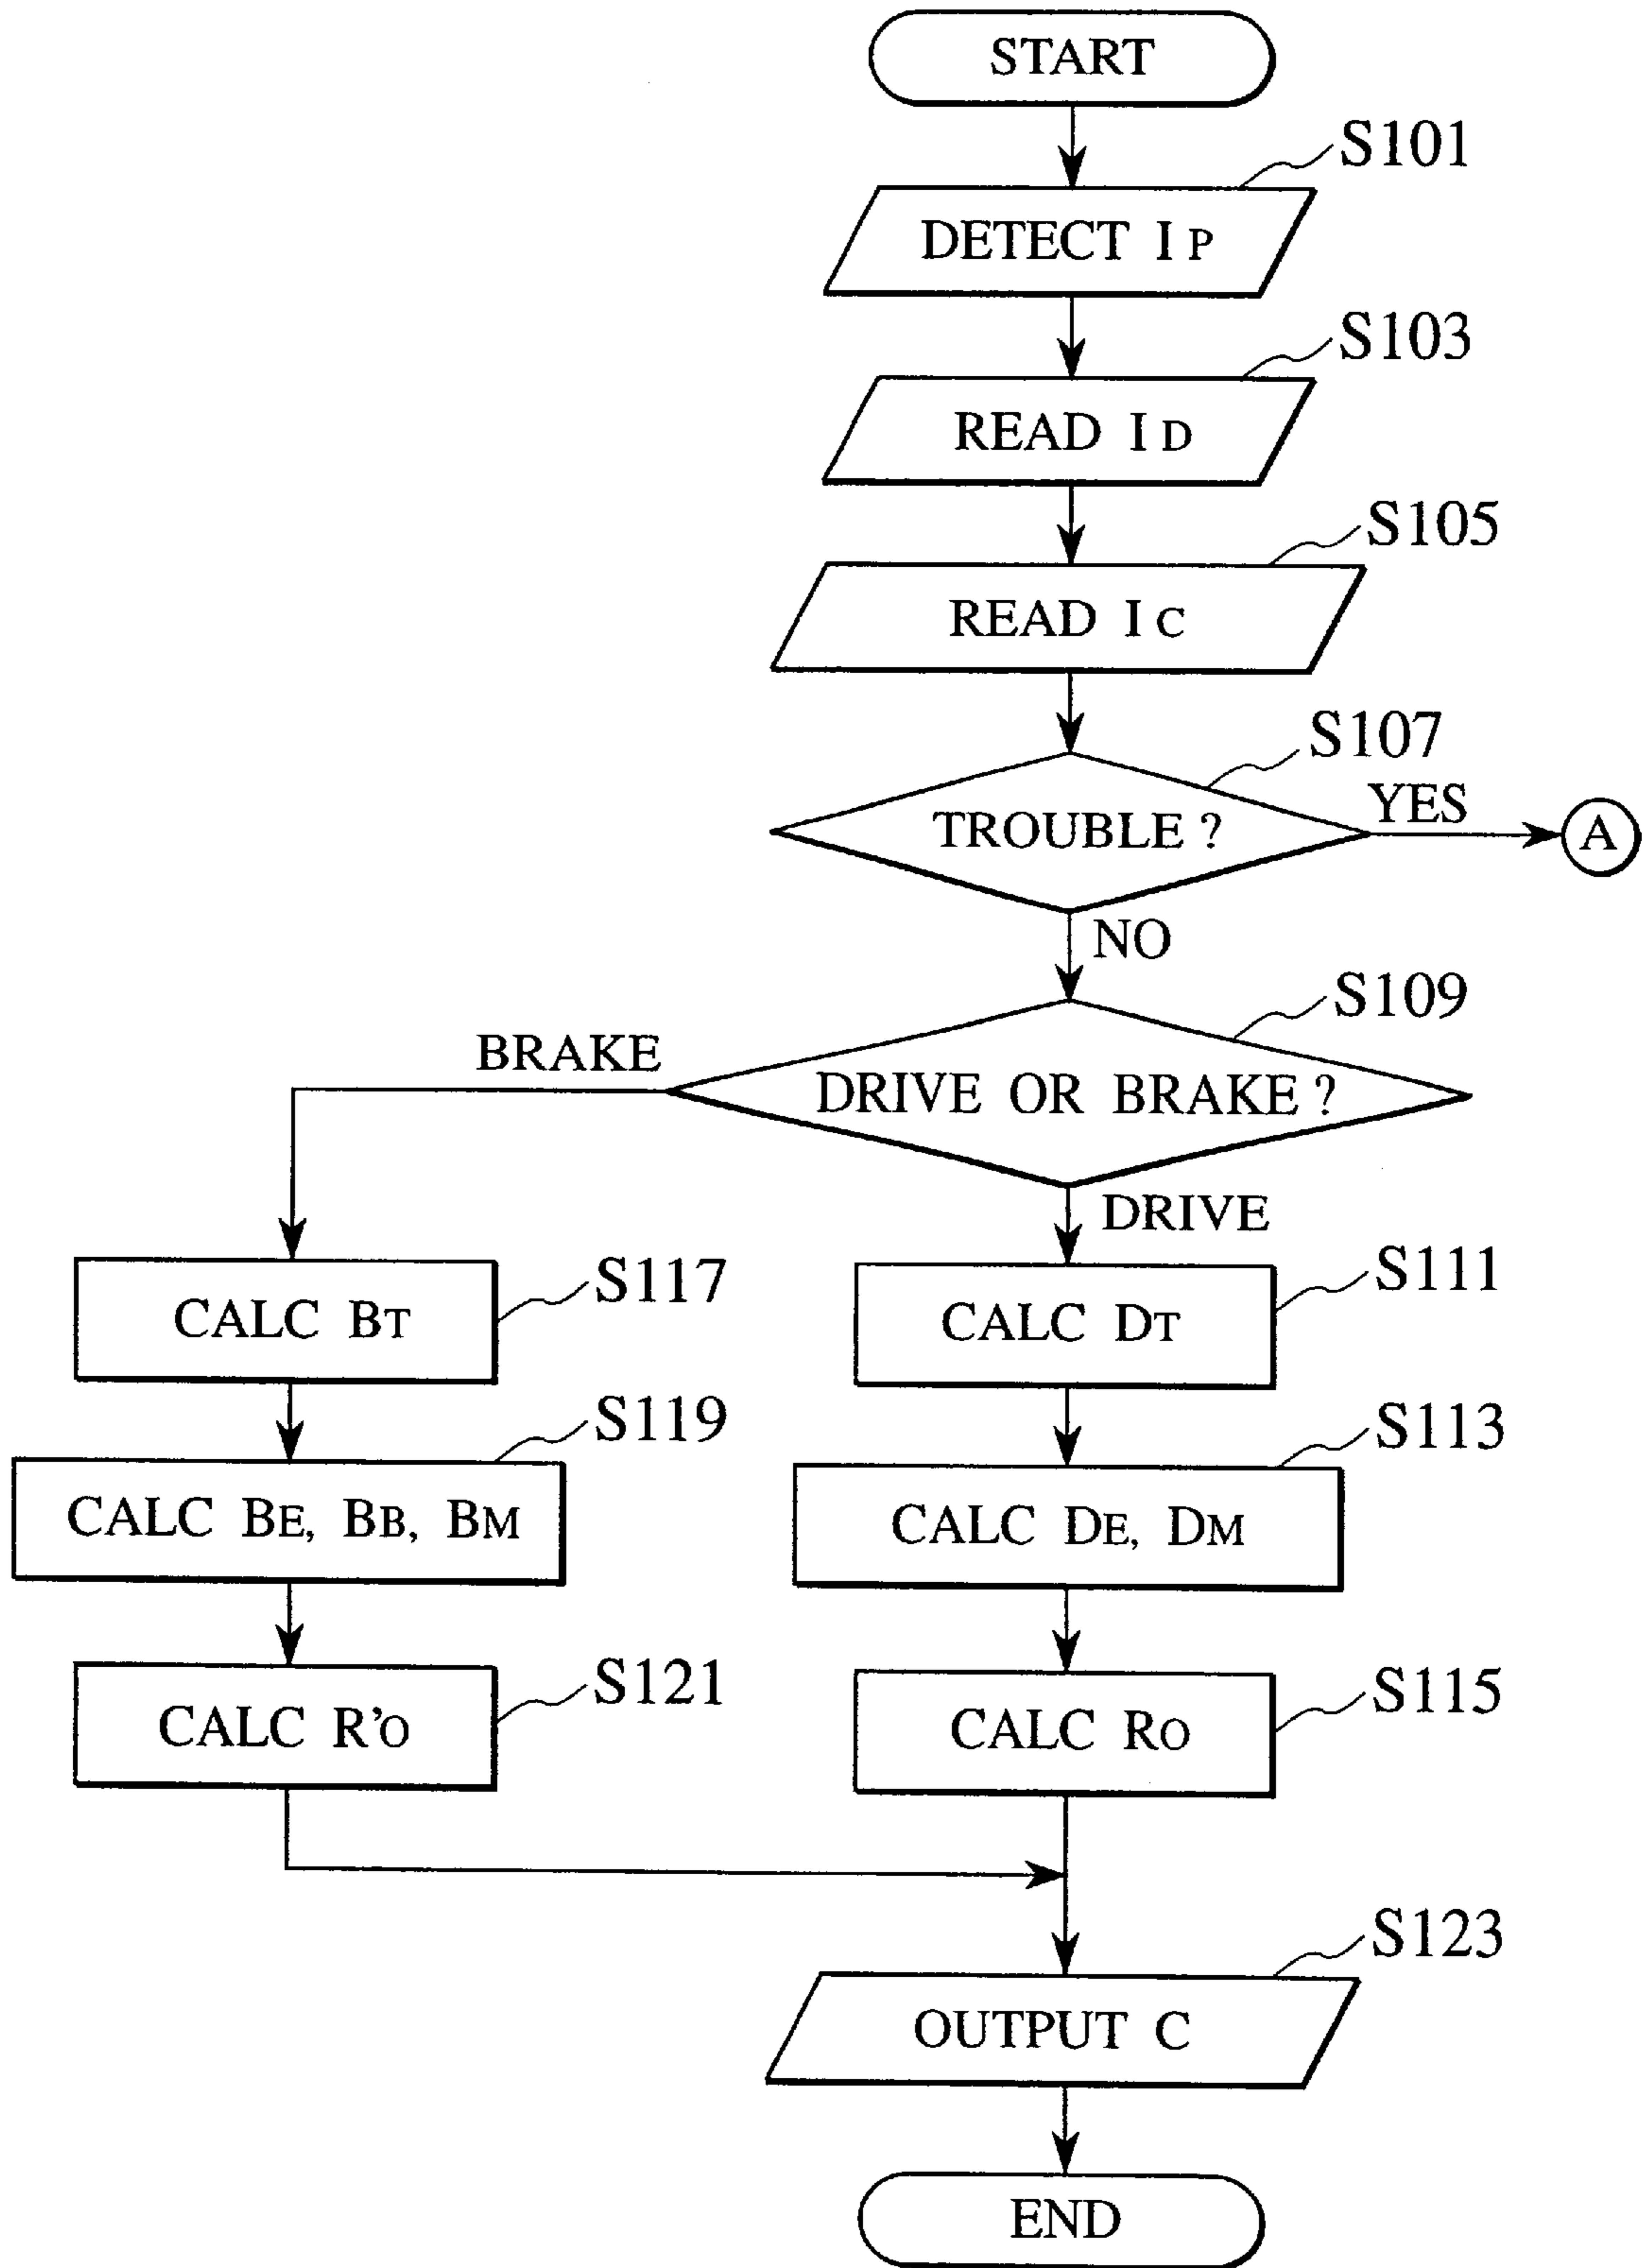 START
S101
DETECT IP
S103
READ ID
S105
READ IC
S107
TROUBLE ?
YES
A
NO
S109
BRAKE
DRIVE OR BRAKE ?
DRIVE
S117
S111
CALC BT
CALC DT
S119
S113
CALC BE, BB, BM
CALC DE, DM
S121
S115
CALC R'O
CALC RO
S123
OUTPUT C
END